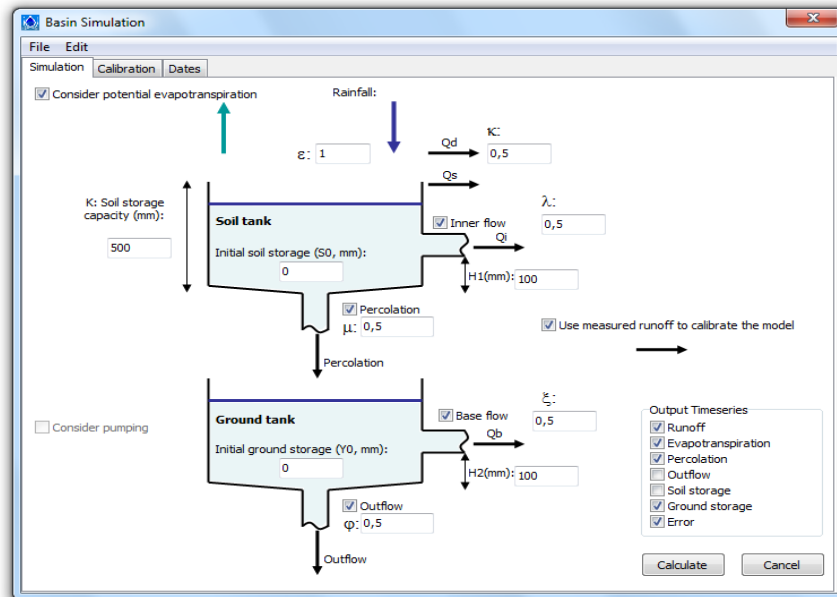 Basin Simulation
File Edit
Simulation Calibration Dates
Consider potential evapotranspiration
Rainfall:
ε: 1
Qd
κ:
0,5
Qs
K: Soil storage
capacity (mm):
500
Soil tank
Initial soil storage (S0, mm):
0
Inner flow
Qi
λ:
0,5
H1(mm): 100
Percolation
μ: 0,5
Percolation
Use measured runoff to calibrate the model
Consider pumping
Ground tank
Initial ground storage (Y0, mm):
0
Base flow
Qb
ξ:
0,5
H2(mm): 100
Outflow
φ: 0,5
Outflow
Output Timeseries
Runoff
Evapotranspiration
Percolation
Outflow
Soil storage
Ground storage
Error
Calculate Cancel